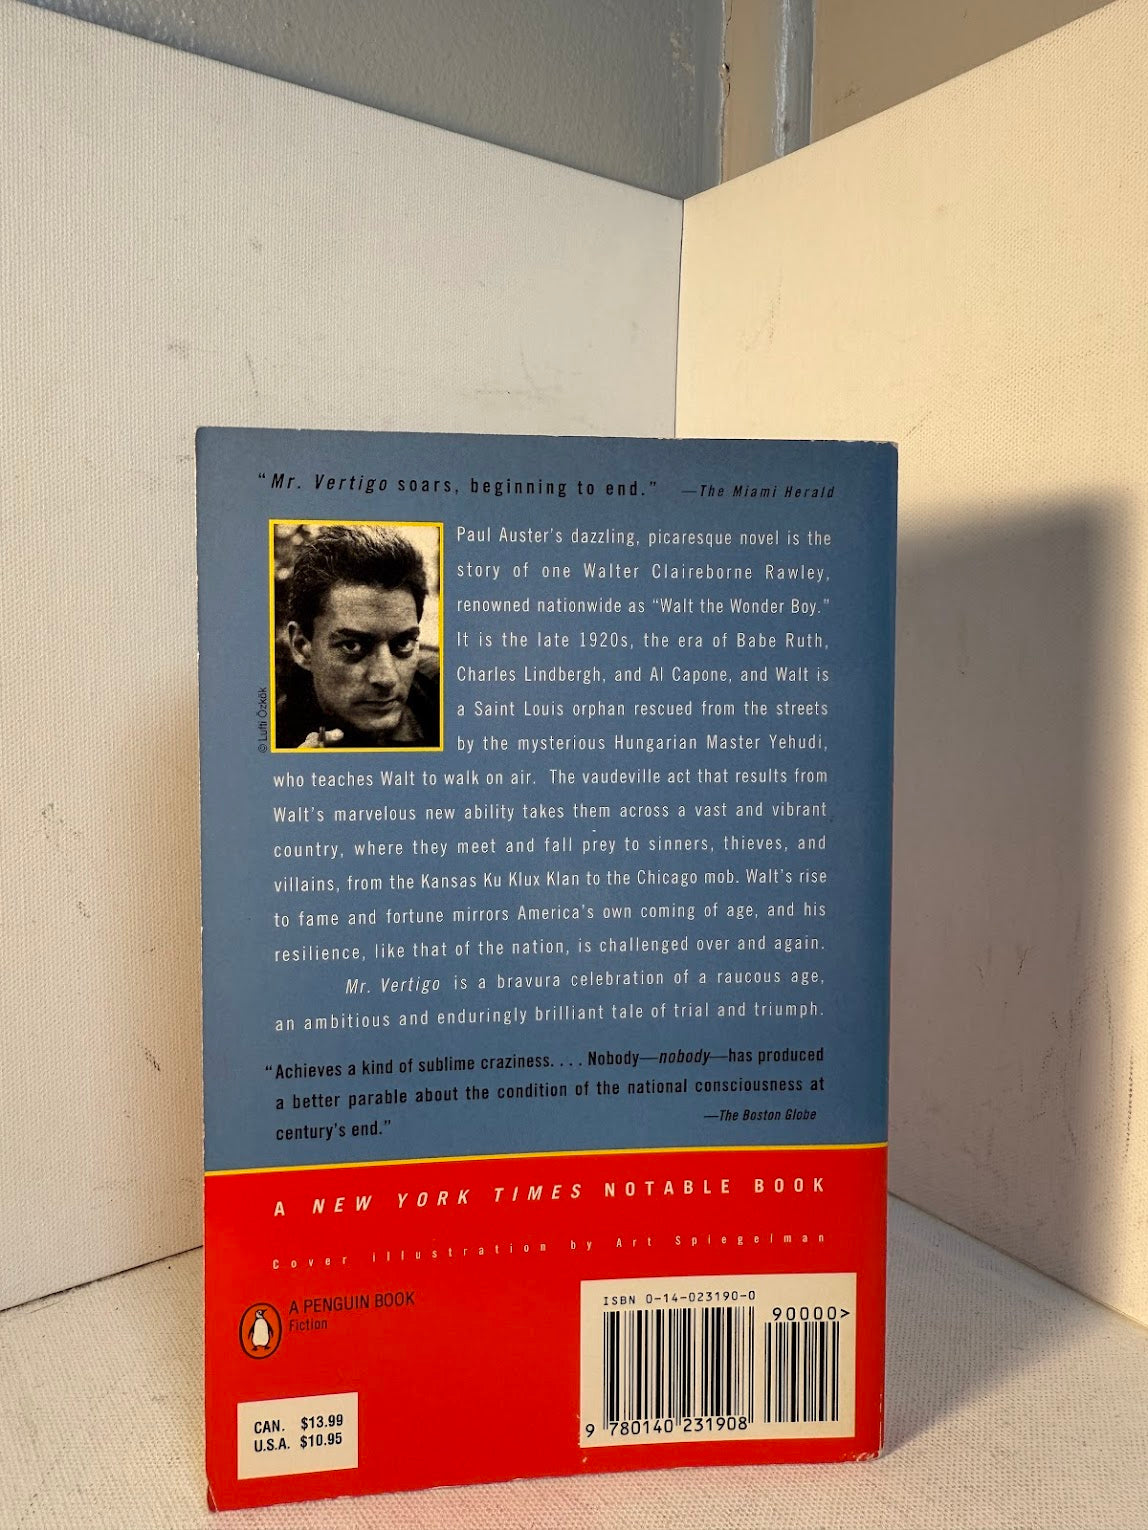 “Mr. Vertigo soars, beginning to end.” —The Miami Herald
Paul Auster's dazzling, picaresque novel is the
story of one Walter Claireborne Rawley,
renowned nationwide as “Walt the Wonder Boy.”
It is the late 1920s, the era of Babe Ruth,
Charles Lindbergh, and Al Capone, and Walt is
a Saint Louis orphan rescued from the streets
by the mysterious Hungarian Master Yehudi,
© Lufti Özkök
who teaches Walt to walk on air. The vaudeville act that results from
Walt's marvelous new ability takes them across a vast and vibrant
country, where they meet and fall prey to sinners, thieves, and
villains, from the Kansas Ku Klux Klan to the Chicago mob. Walt's rise
to fame and fortune mirrors America's own coming of age, and his
resilience, like that of the nation, is challenged over and again.
Mr. Vertigo is a bravura celebration of a raucous age,
an ambitious and enduringly brilliant tale of trial and triumph.
“Achieves a kind of sublime craziness. . . . Nobody—nobody—has produced
a better parable about the condition of the national consciousness at
century's end.” —The Boston Globe
A NEW YORK TIMES NOTABLE BOOK
Cover illustration by Art Spiegelman
A PENGUIN BOOK
Fiction
CAN. $13.99
U.S.A. $10.95
ISBN 0-14-023190-0
90000>
9 780140 231908